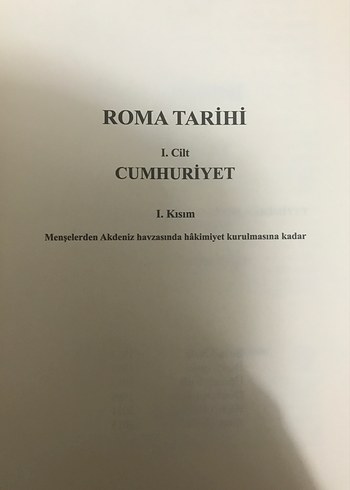 ROMA TARİHİ
I. Cilt
CUMHURİYET
I. Kısım
Menşelerden Akdeniz havzasında hâkimiyet kurulmasına kadar